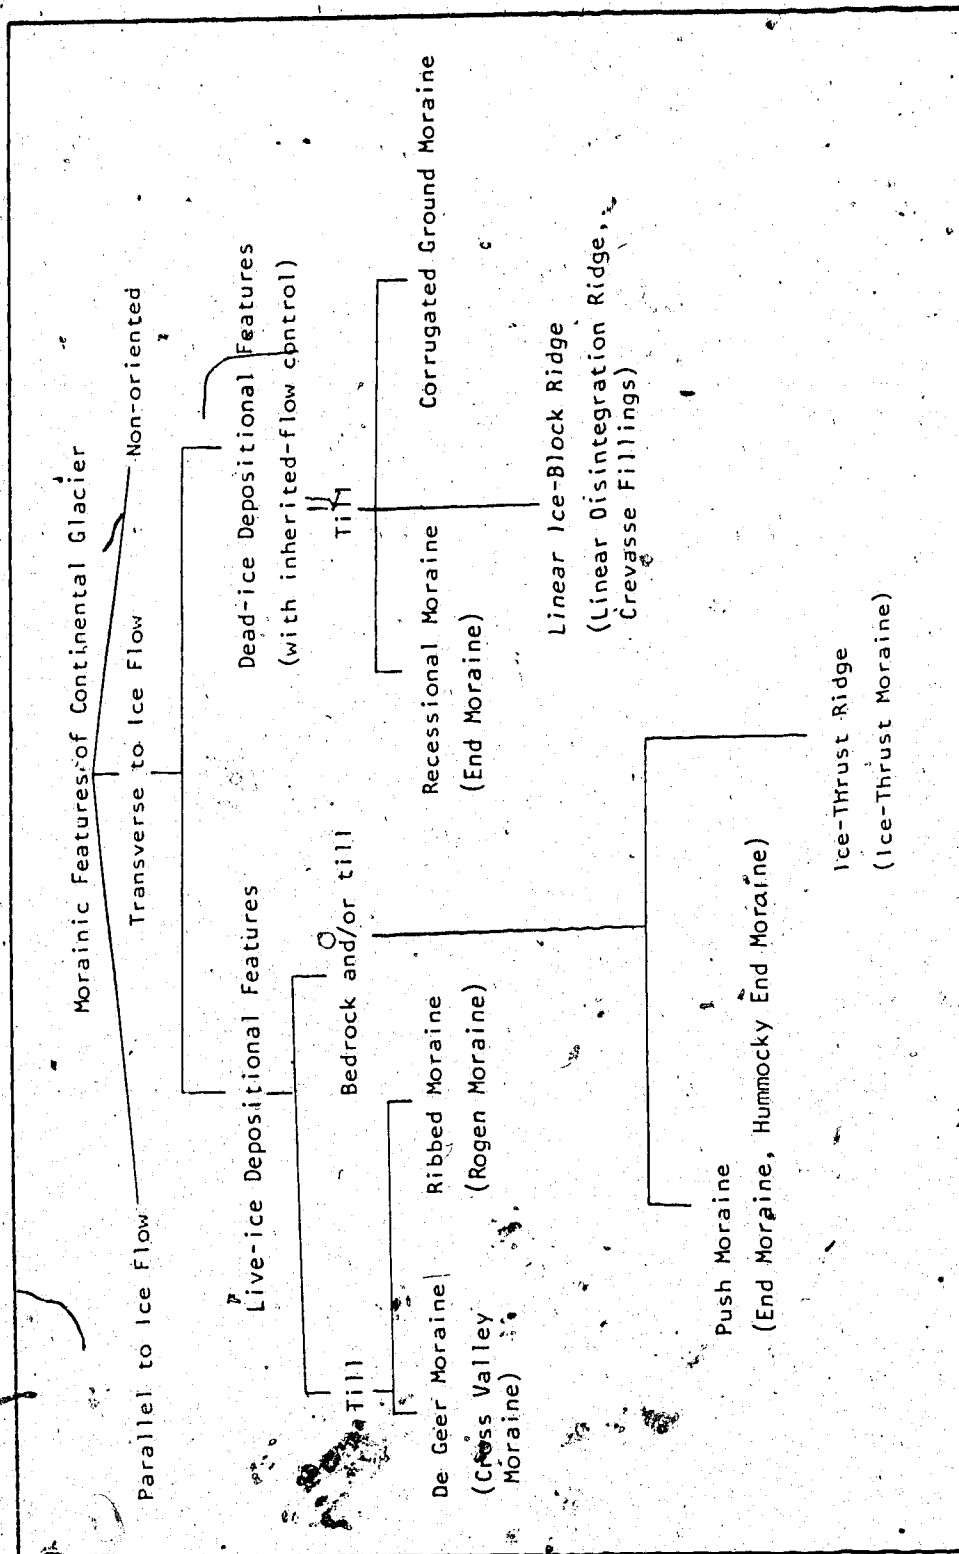 Morainic Features of Continental Glacier
Parallel to Ice Flow
Transverse to Ice Flow
Non-oriented
Live-ice Depositional Features
Dead-ice Depositional Features
(with inherited-flow control)
Till
Bedrock and/or till
Till
De Geer Moraine
(Cross Valley
Moraine)
Ribbed Moraine
(Rogen Moraine)
Recessional Moraine
(End Moraine)
Corrugated Ground Moraine
Linear Ice-Block Ridge
(Linear Disintegration Ridge,
Crevasse Fillings)
Push Moraine
(End Moraine, Hummocky End Moraine)
Ice-Thrust Ridge
(Ice-Thrust Moraine)